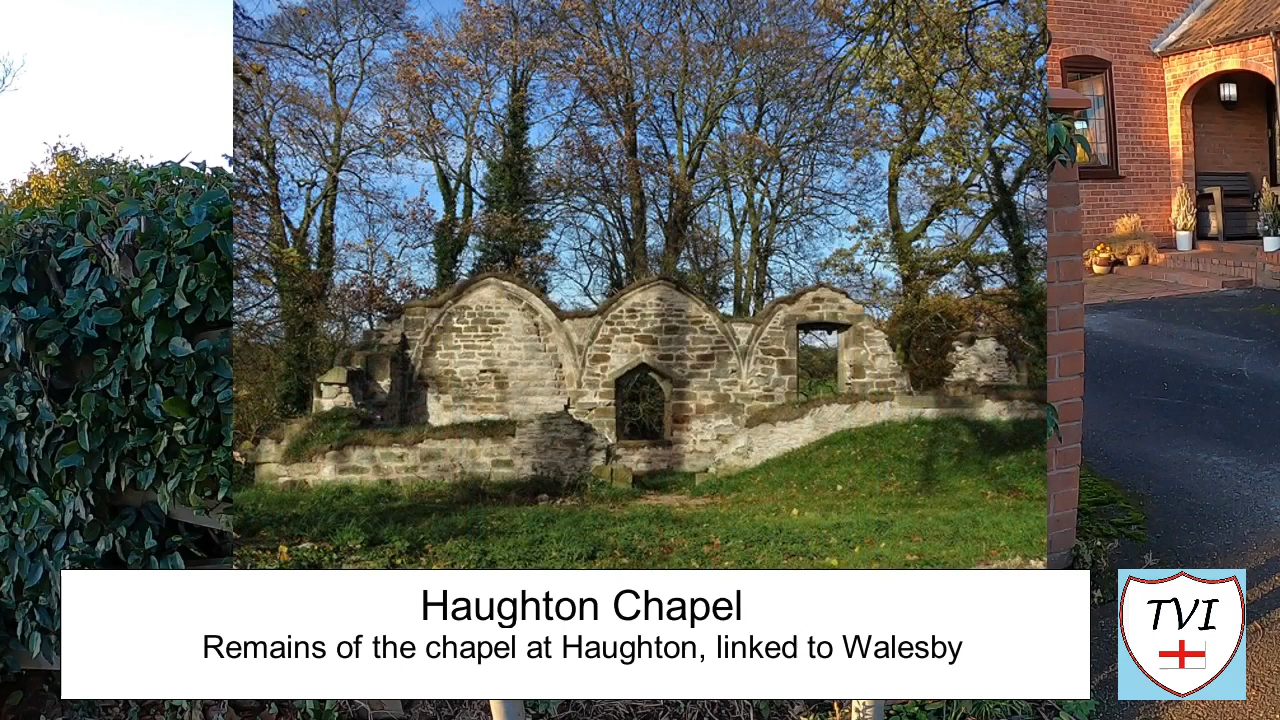 Haughton Chapel
Remains of the chapel at Haughton, linked to Walesby
TVI